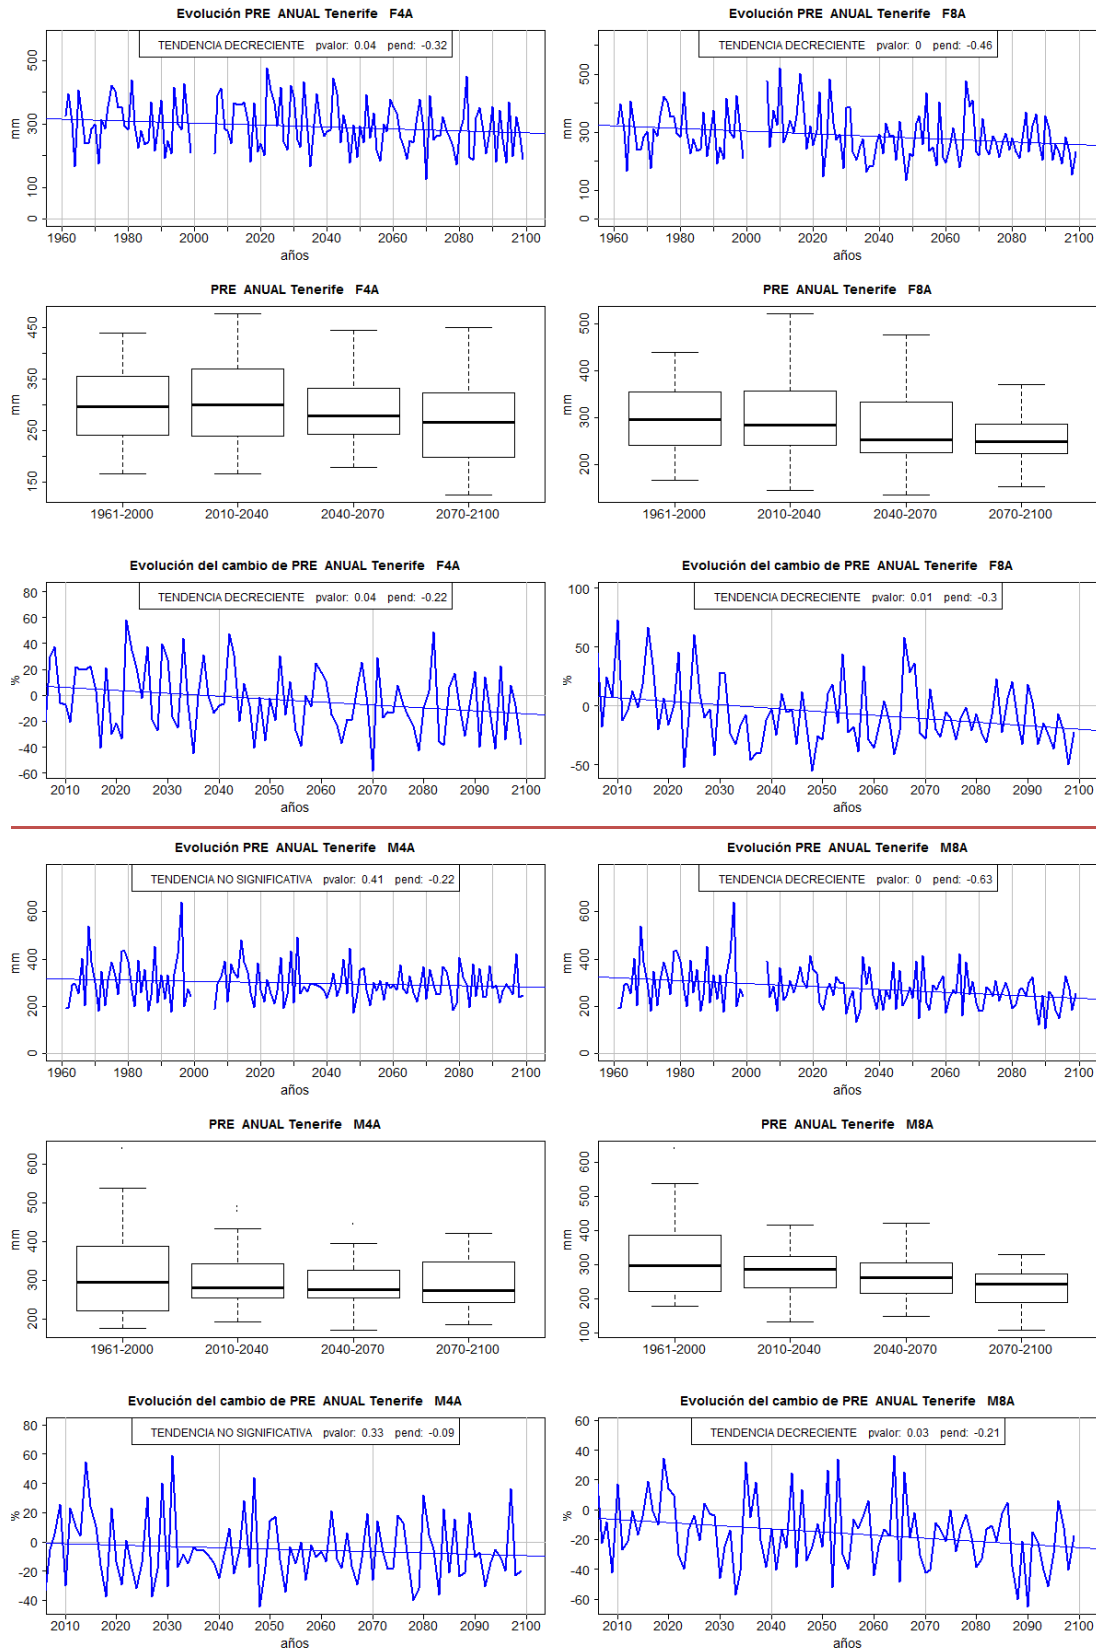 Evolución PRE ANUAL Tenerife F4A
TENDENCIA DECRECIENTE pvalor: 0.04 pend: -0.32
mm
0 100 300 500
1960 1980 2000 2020 2040 2060 2080 2100
años
Evolución PRE ANUAL Tenerife F8A
TENDENCIA DECRECIENTE pvalor: 0 pend: -0.46
mm
0 100 300 500
1960 1980 2000 2020 2040 2060 2080 2100
años
PRE ANUAL Tenerife F4A
mm
150 250 350 450
1961-2000 2010-2040 2040-2070 2070-2100
PRE ANUAL Tenerife F8A
mm
200 300 400 500
1961-2000 2010-2040 2040-2070 2070-2100
Evolución del cambo de PRE ANUAL Tenerife F4A
TENDENCIA DECRECIENTE pvalor: 0.04 pend: -0.22
%
80
60
40
20
0
-20
-40
-60
2010 2020 2030 2040 2050 2060 2070 2080 2090 2100
años
Evolución del cambo de PRE ANUAL Tenerife F8A
TENDENCIA DECRECIENTE pvalor: 0.01 pend: -0.3
%
100
50
0
-50
2010 2020 2030 2040 2050 2060 2070 2080 2090 2100
años
Evolución PRE ANUAL Tenerife M4A
TENDENCIA NO SIGNIFICATIVA pvalor: 0.41 pend: -0.22
mm
0 200 400 600
1960 1980 2000 2020 2040 2060 2080 2100
años
Evolución PRE ANUAL Tenerife M8A
TENDENCIA DECRECIENTE pvalor: 0 pend: -0.63
mm
0 200 400 600
1960 1980 2000 2020 2040 2060 2080 2100
años
PRE ANUAL Tenerife M4A
mm
200 300 400 500 600
1961-2000 2010-2040 2040-2070 2070-2100
PRE ANUAL Tenerife M8A
mm
100 200 300 400 500 600
1961-2000 2010-2040 2040-2070 2070-2100
Evolución del cambo de PRE ANUAL Tenerife M4A
TENDENCIA NO SIGNIFICATIVA pvalor: 0.33 pend: -0.09
%
80
60
40
20
0
-20
-40
2010 2020 2030 2040 2050 2060 2070 2080 2090 2100
años
Evolución del cambo de PRE ANUAL Tenerife M8A
TENDENCIA DECRECIENTE pvalor: 0.03 pend: -0.21
%
60
40
20
0
-20
-40
-60
2010 2020 2030 2040 2050 2060 2070 2080 2090 2100
años